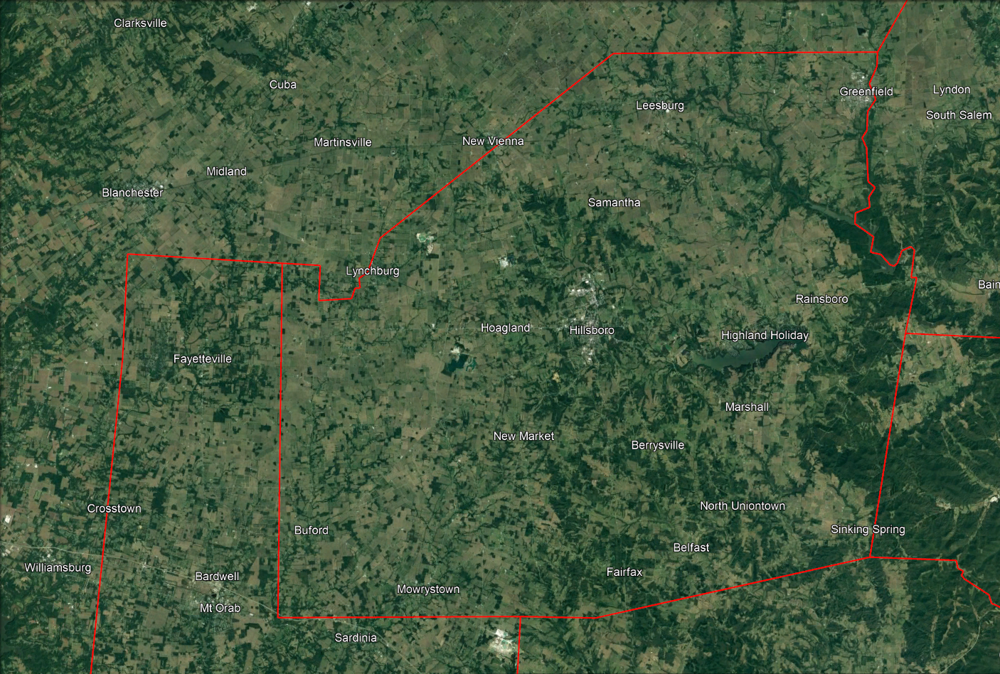 Clarksville
Cuba
Greenfield
Lyndon
Leesburg
South Salem
Martinsville
New Vienna
Midland
Blanchester
Samantha
Lynchburg
Rainsboro
Bain
Hoagland
Hillsboro
Highland Holiday
Fayetteville
Marshall
New Market
Berrysville
Crosstown
North Uniontown
Buford
Sinking Spring
Belfast
Williamsburg
Bardwell
Fairfax
Mowrystown
Mt Orab
Sardinia